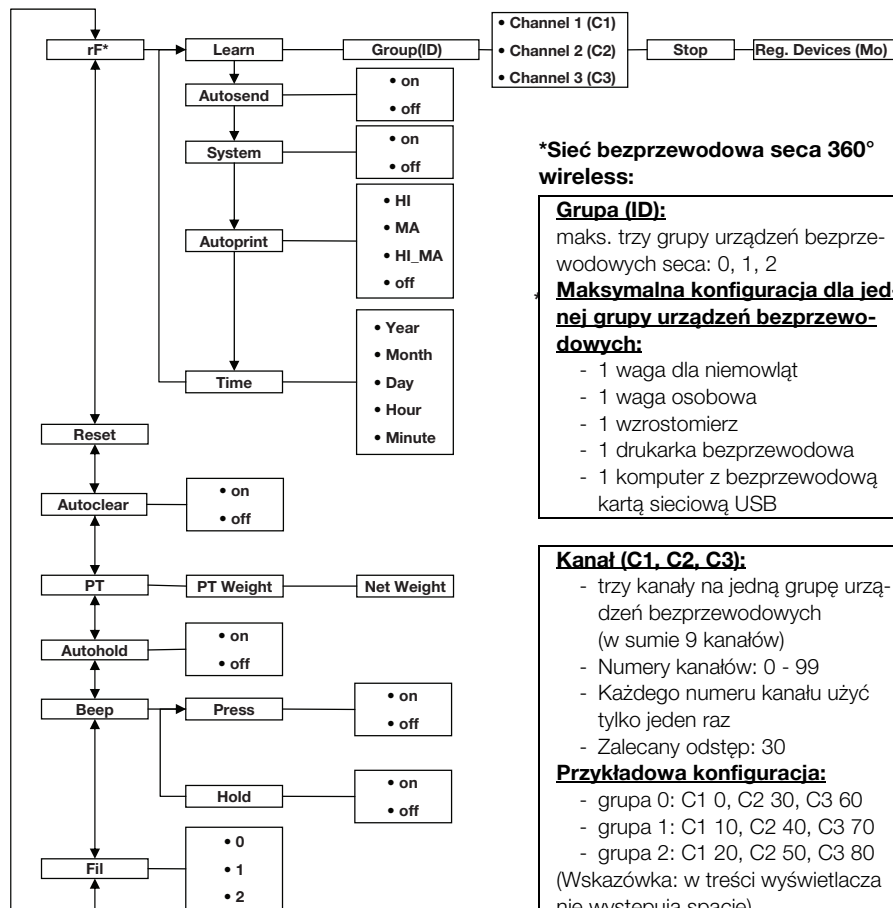 rF*
Learn
Group(ID)
• Channel 1 (C1)
• Channel 2 (C2)
• Channel 3 (C3)
Stop
Reg. Devices (Mo)
Autosend
• on
• off
System
• on
• off
Autoprint
• HI
• MA
• HI_MA
• off
Time
• Year
• Month
• Day
• Hour
• Minute
Reset
Autoclear
• on
• off
PT
PT Weight
Net Weight
Autohold
• on
• off
Beep
Press
• on
• off
Hold
• on
• off
Fil
• 0
• 1
• 2
*Sieć bezprzewodowa seca 360°
wireless:
Grupa (ID):
maks. trzy grupy urządzeń bezprze-
wodowych seca: 0, 1, 2
*
Maksymalna konfiguracja dla jed-
nej grupy urządzeń bezprzewo-
dowych:
- 1 waga dla niemowląt
- 1 waga osobowa
- 1 wzrostomierz
- 1 drukarka bezprzewodowa
- 1 komputer z bezprzewodową
kartą sieciową USB
Kanał (C1, C2, C3):
- trzy kanały na jedną grupę urzą-
dzeń bezprzewodowych
(w sumie 9 kanałów)
- Numery kanałów: 0 - 99
- Każdego numeru kanału użyć
tylko jeden raz
- Zalecany odstęp: 30
Przykładowa konfiguracja:
- grupa 0: C1 0, C2 30, C3 60
- grupa 1: C1 10, C2 40, C3 70
- grupa 2: C1 20, C2 50, C3 80
(Wskazówka: w treści wyświetlacza
nie występują spacje)